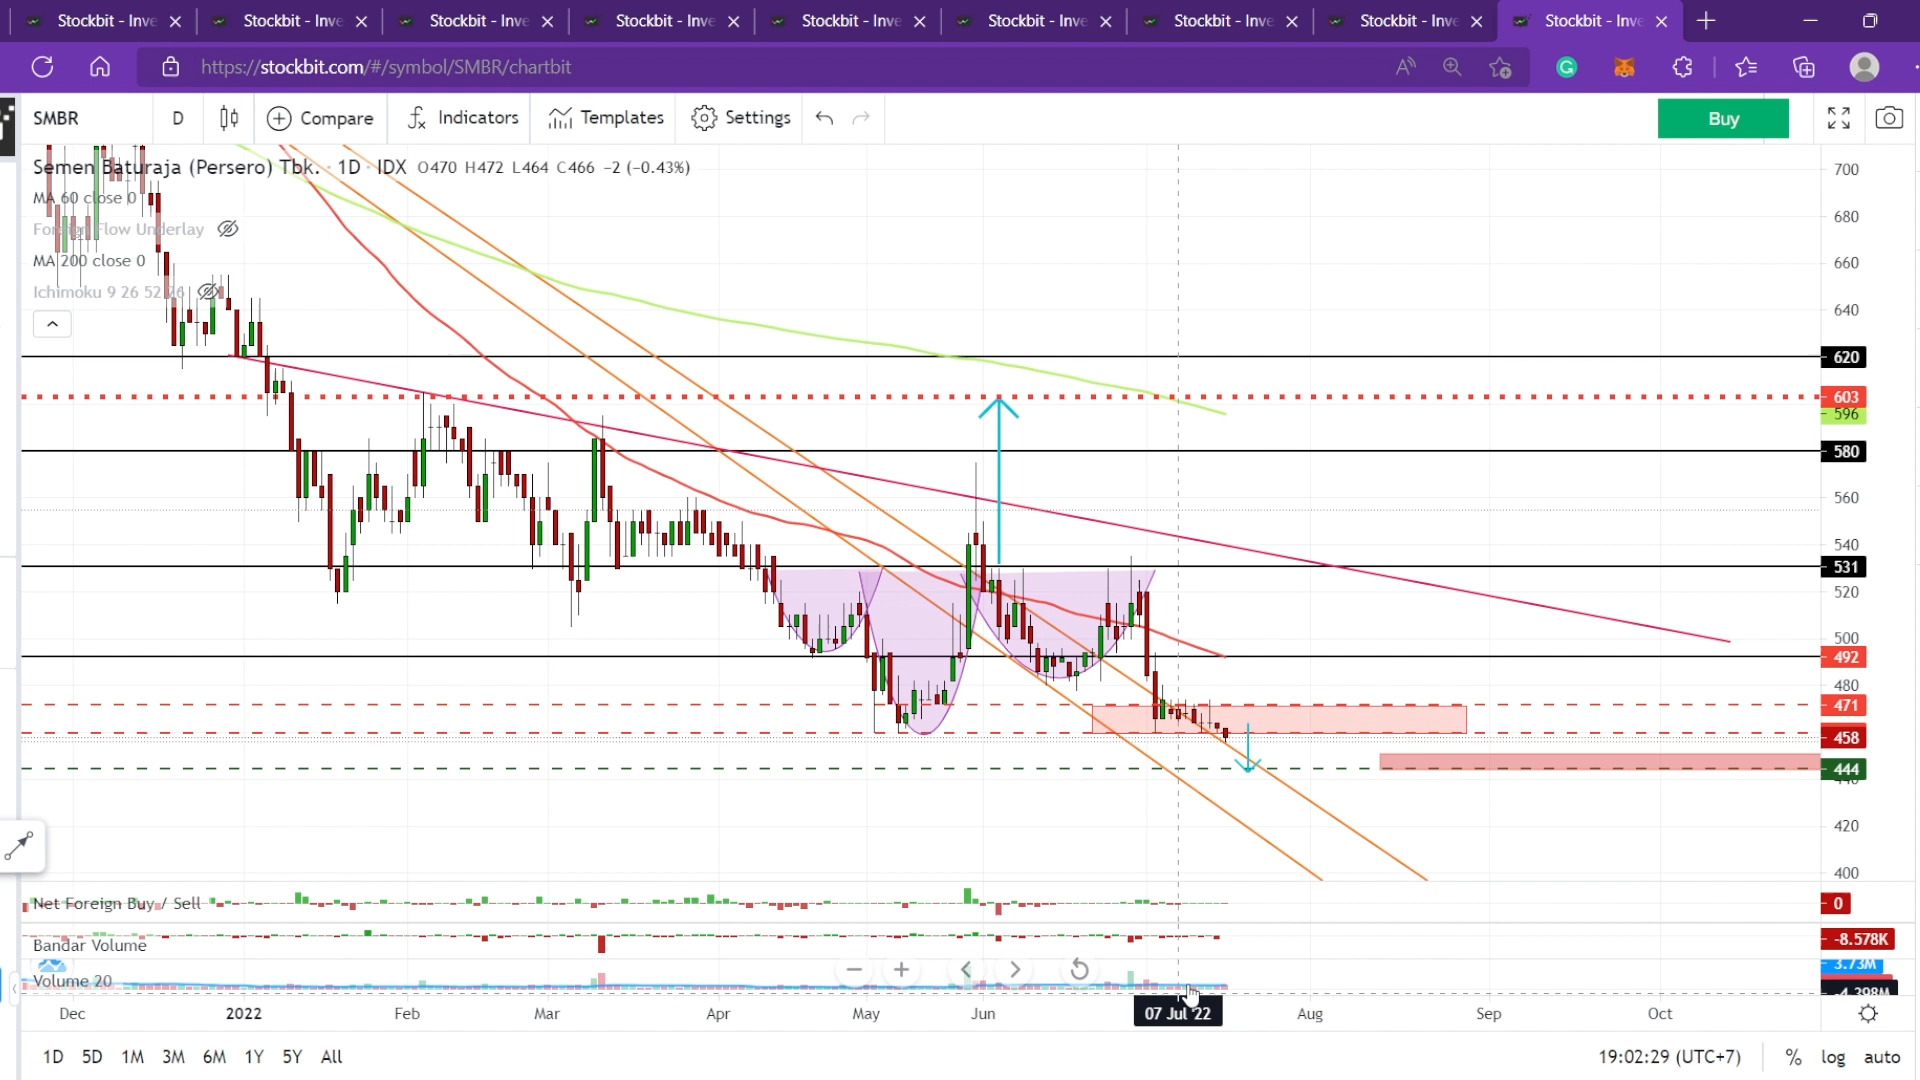 Stockbit - Inve
Stockbit - Inve
Stockbit - Inve
Stockbit - Inve
Stockbit - Inve
Stockbit - Inve
Stockbit - Inve
Stockbit - Inve
Stockbit - Inve
https://stockbit.com/#/symbol/SMBR/chartbit
SMBR D Compare Indicators Templates Settings Buy
Semen Baturaja (Persero) Tbk. · 1D · IDX O470 H472 L464 C466 −2 (−0.43%)
MA 60 close 0
Foreign Flow Underlay
MA 200 close 0
Ichimoku 9 26 52 26
700
680
660
640
620
603
596
580
560
540
531
520
500
492
480
471
458
444
420
400
Net Foreign Buy / Sell 0
Bandar Volume -8.578K
3.73M
Volume 20
-4.398M
Dec 2022 Feb Mar Apr May Jun 07 Jul '22 Aug Sep Oct
1D 5D 1M 3M 6M 1Y 5Y All 19:02:29 (UTC+7) % log auto